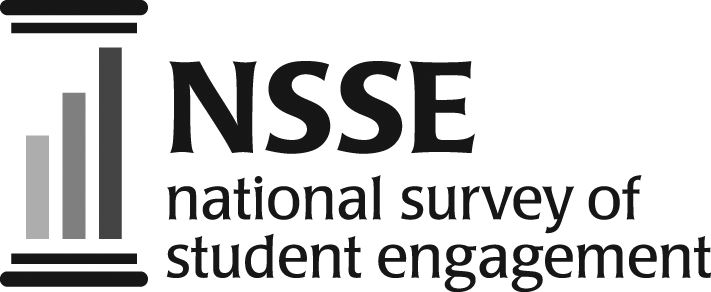 NSSE
national survey of
student engagement